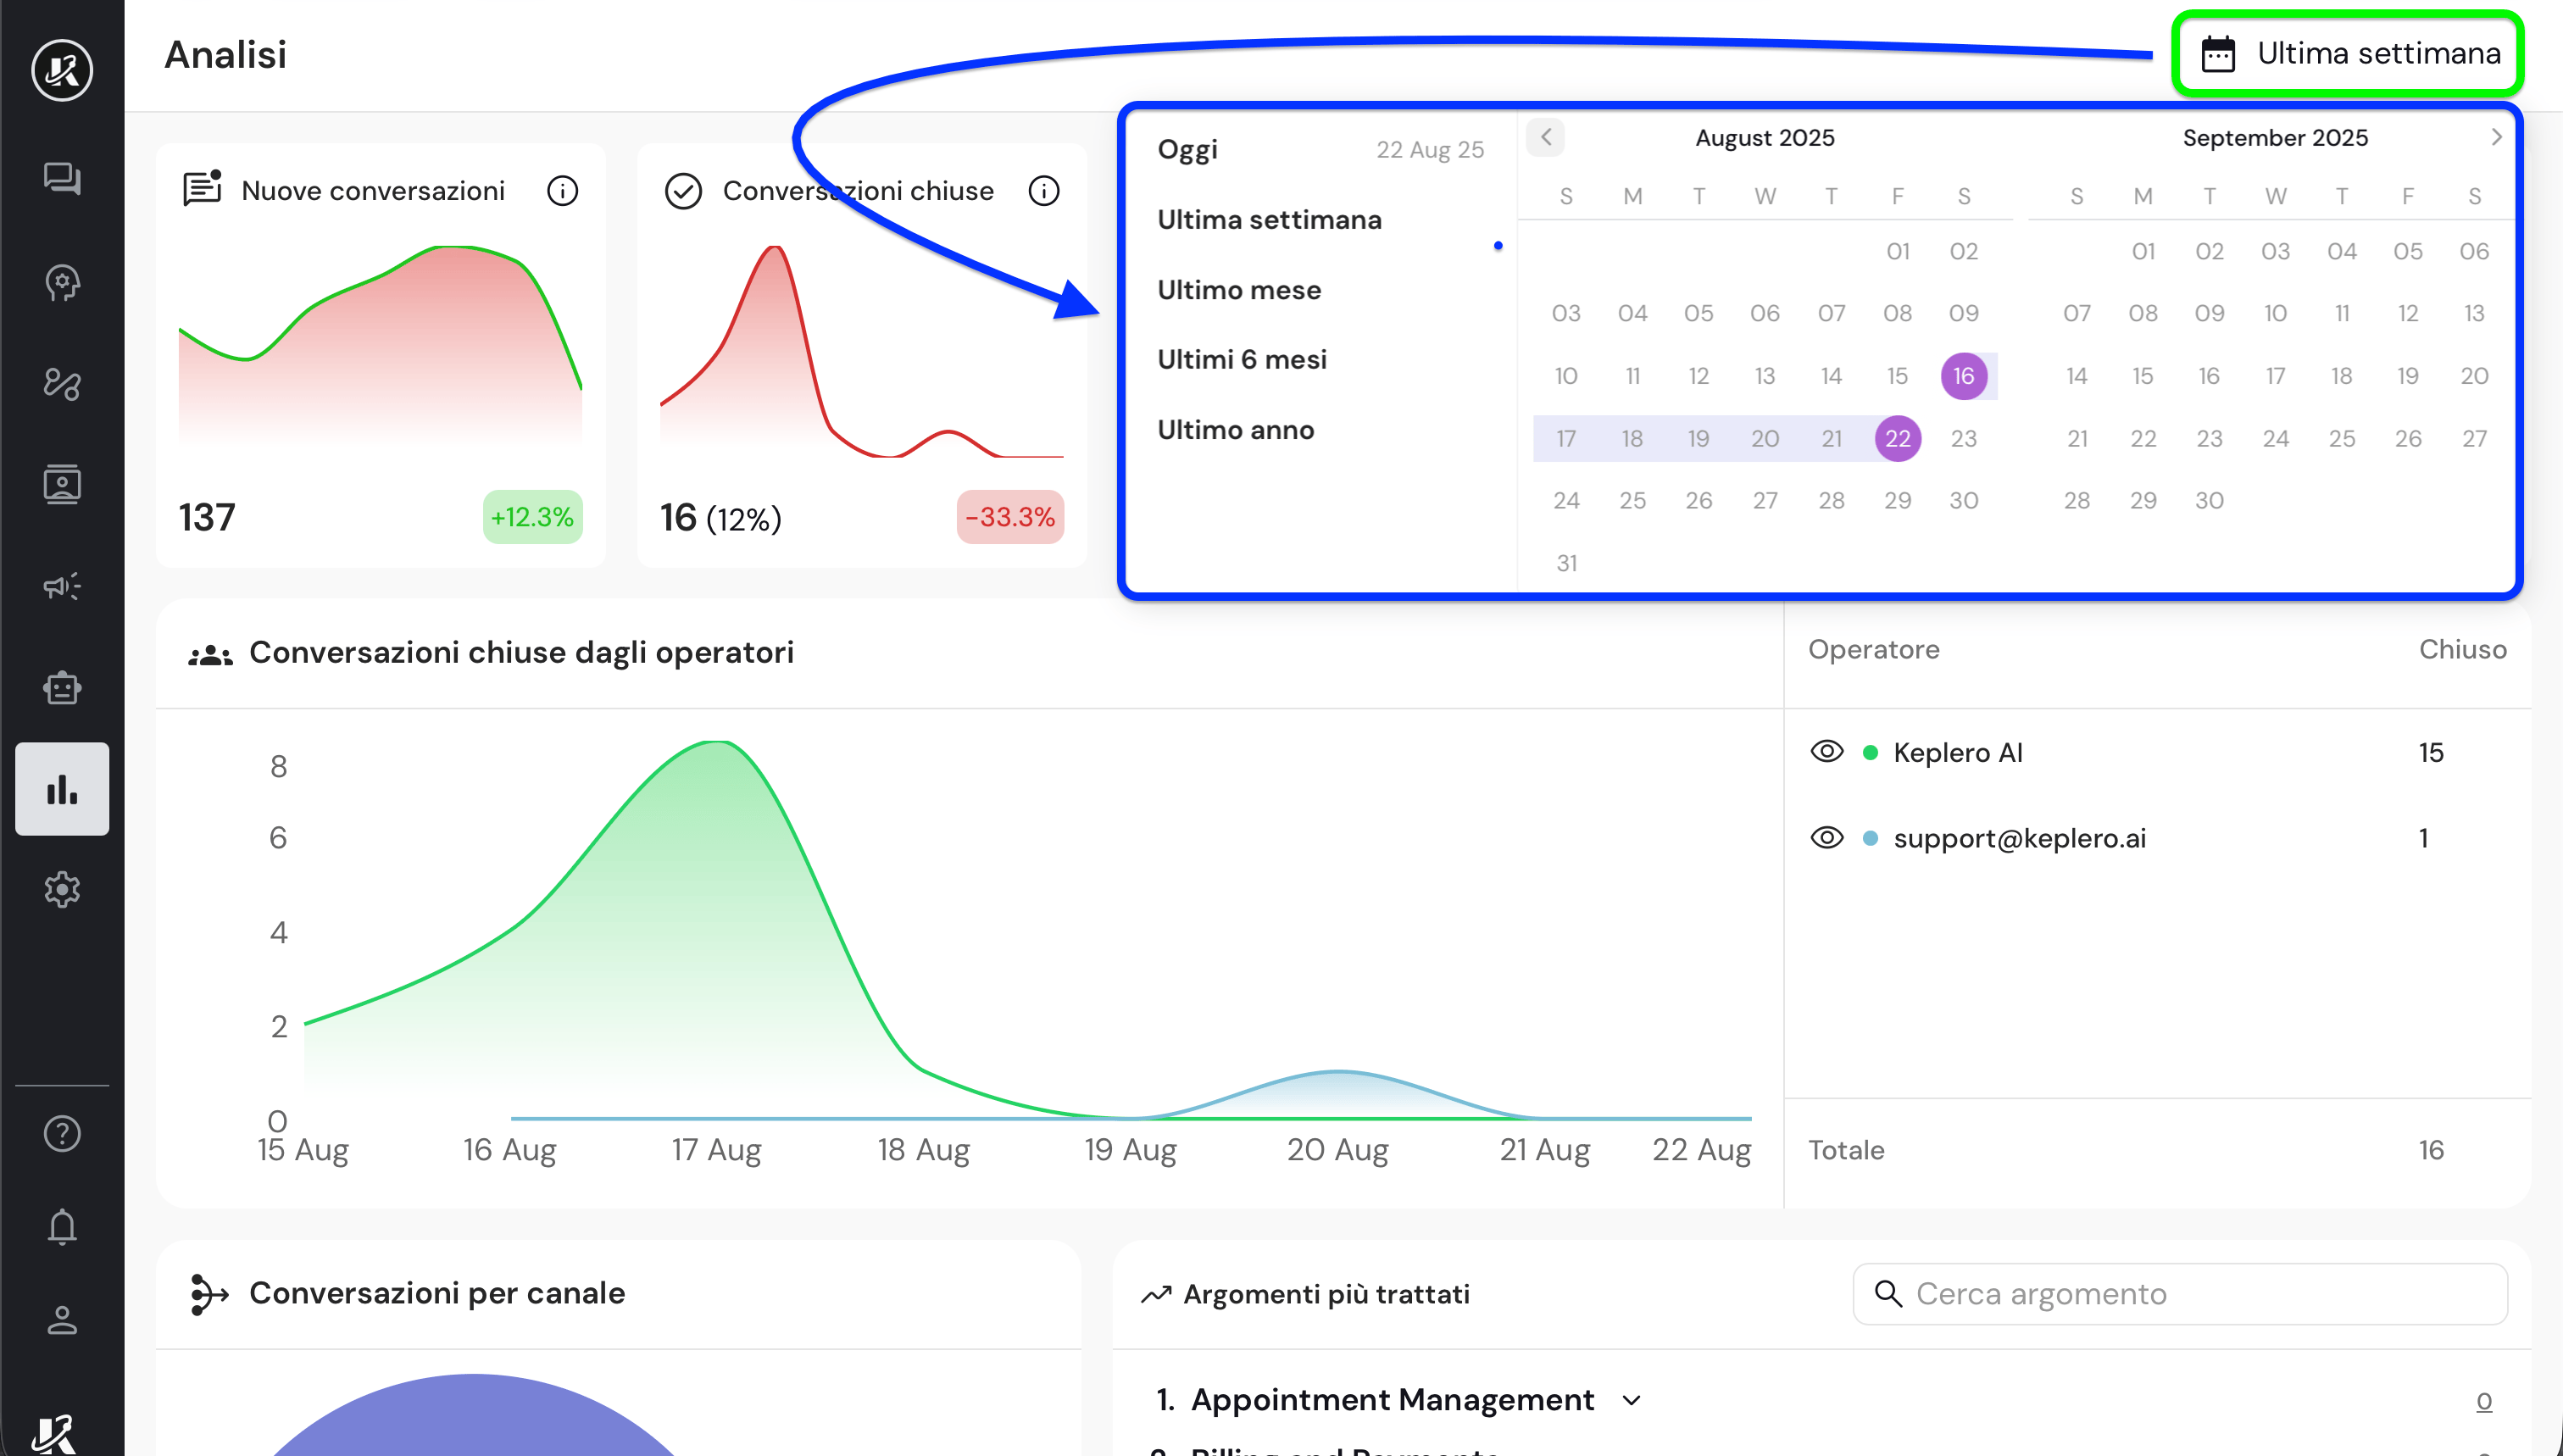 Analisi
Ultima settimana
Nuove conversazioni
137
+12.3%
Conversazioni chiuse
16 (12%)
-33.3%
Oggi 22 Aug 25
Ultima settimana
Ultimo mese
Ultimi 6 mesi
Ultimo anno
August 2025
S M T W T F S
01 02
03 04 05 06 07 08 09
10 11 12 13 14 15 16
17 18 19 20 21 22 23
24 25 26 27 28 29 30
31
September 2025
S M T W T F S
01 02 03 04 05 06
07 08 09 10 11 12 13
14 15 16 17 18 19 20
21 22 23 24 25 26 27
28 29 30
Conversazioni chiuse dagli operatori
8
6
4
2
0
15 Aug 16 Aug 17 Aug 18 Aug 19 Aug 20 Aug 21 Aug 22 Aug
Operatore Chiuso
Keplero AI 15
support@keplero.ai 1
Totale 16
Conversazioni per canale
Argomenti più trattati
Cerca argomento
1. Appointment Management 0
2. Billing and Payments